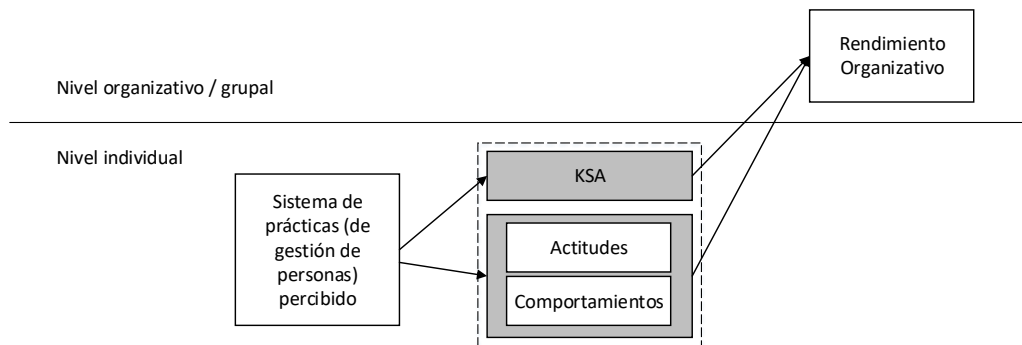 Rendimiento
Organizativo
Nivel organizativo / grupal
Nivel individual
KSA
Sistema de
prácticas (de
gestión de
personas)
percibido
Actitudes
Comportamientos